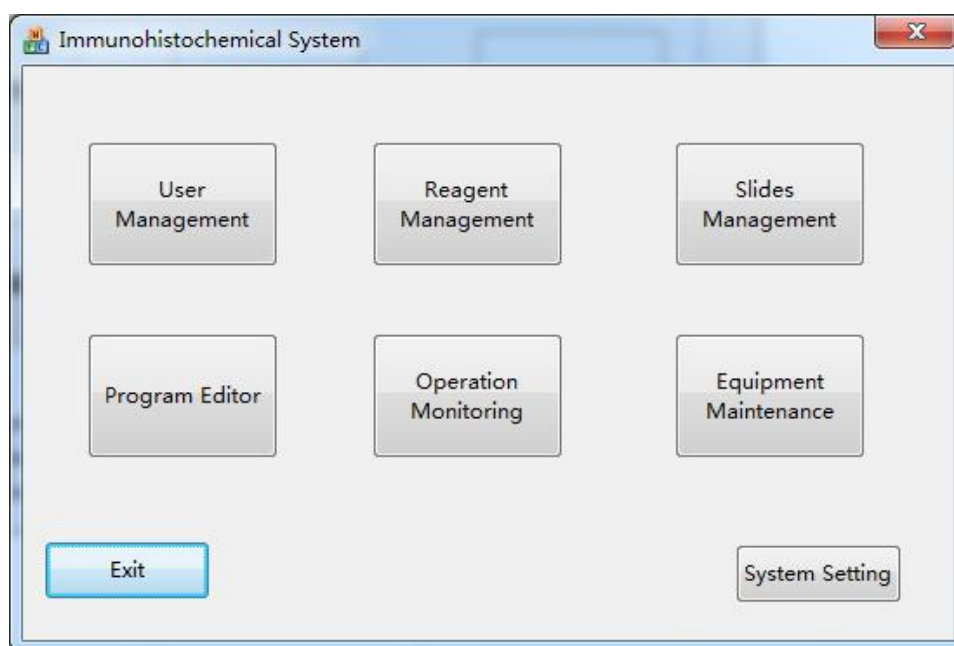 Immunohistochemical System
User
Management
Reagent
Management
Slides
Management
Program Editor
Operation
Monitoring
Equipment
Maintenance
Exit
System Setting